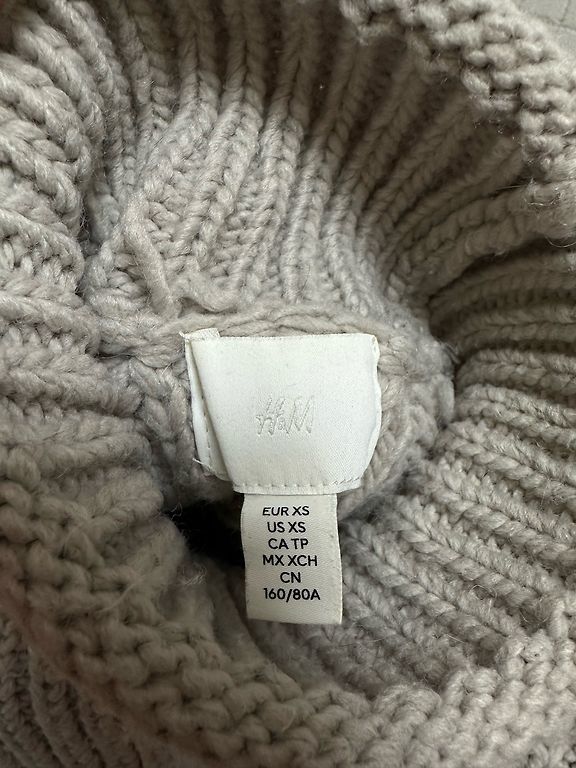 H&M
EUR XS
US XS
CA TP
MX XCH
CN
160/80A